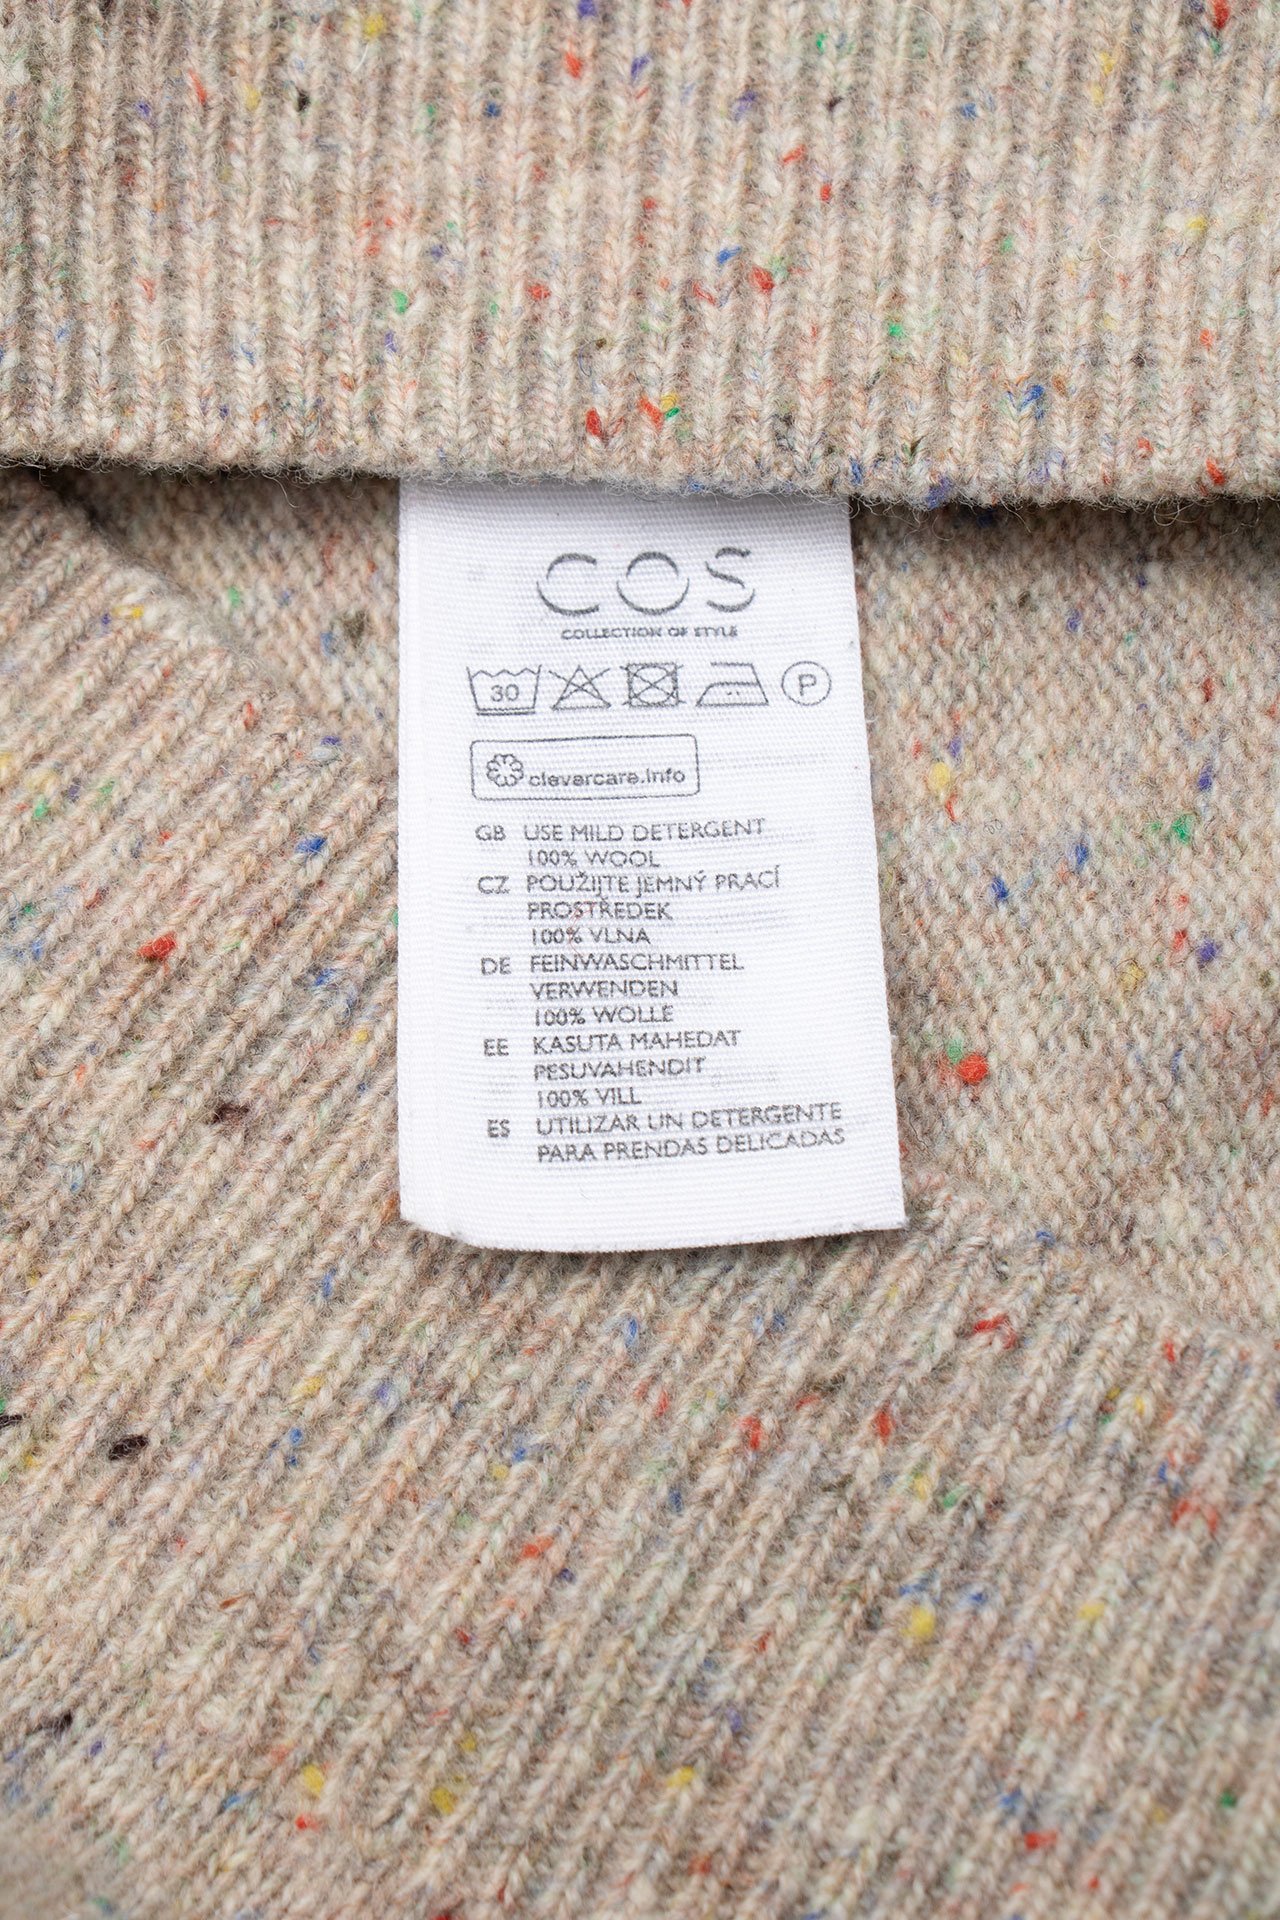 COS
COLLECTION OF STYLE
30 P
clevercare.info
GB USE MILD DETERGENT
100% WOOL
CZ POUŽIJTE JEMNÝ PRACÍ
PROSTŘEDEK
100% VLNA
DE FEINWASCHMITTEL
VERWENDEN
100% WOLLE
EE KASUTA MAHEDAT
PESUVAHENDIT
100% VILL
ES UTILIZAR UN DETERGENTE
PARA PRENDAS DELICADAS